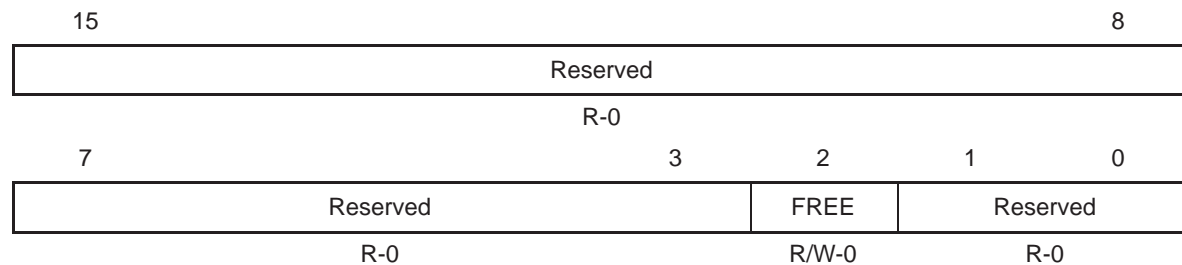 15 8
Reserved
R-0
7 3 2 1 0
Reserved FREE Reserved
R-0 R/W-0 R-0